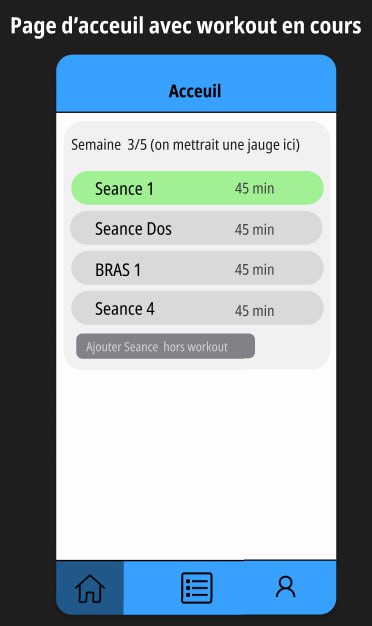 Page d’acceuil avec workout en cours
Acceuil
Semaine 3/5 (on mettrait une jauge ici)
Seance 1 45 min
Seance Dos 45 min
BRAS 1 45 min
Seance 4 45 min
Ajouter Seance hors workout